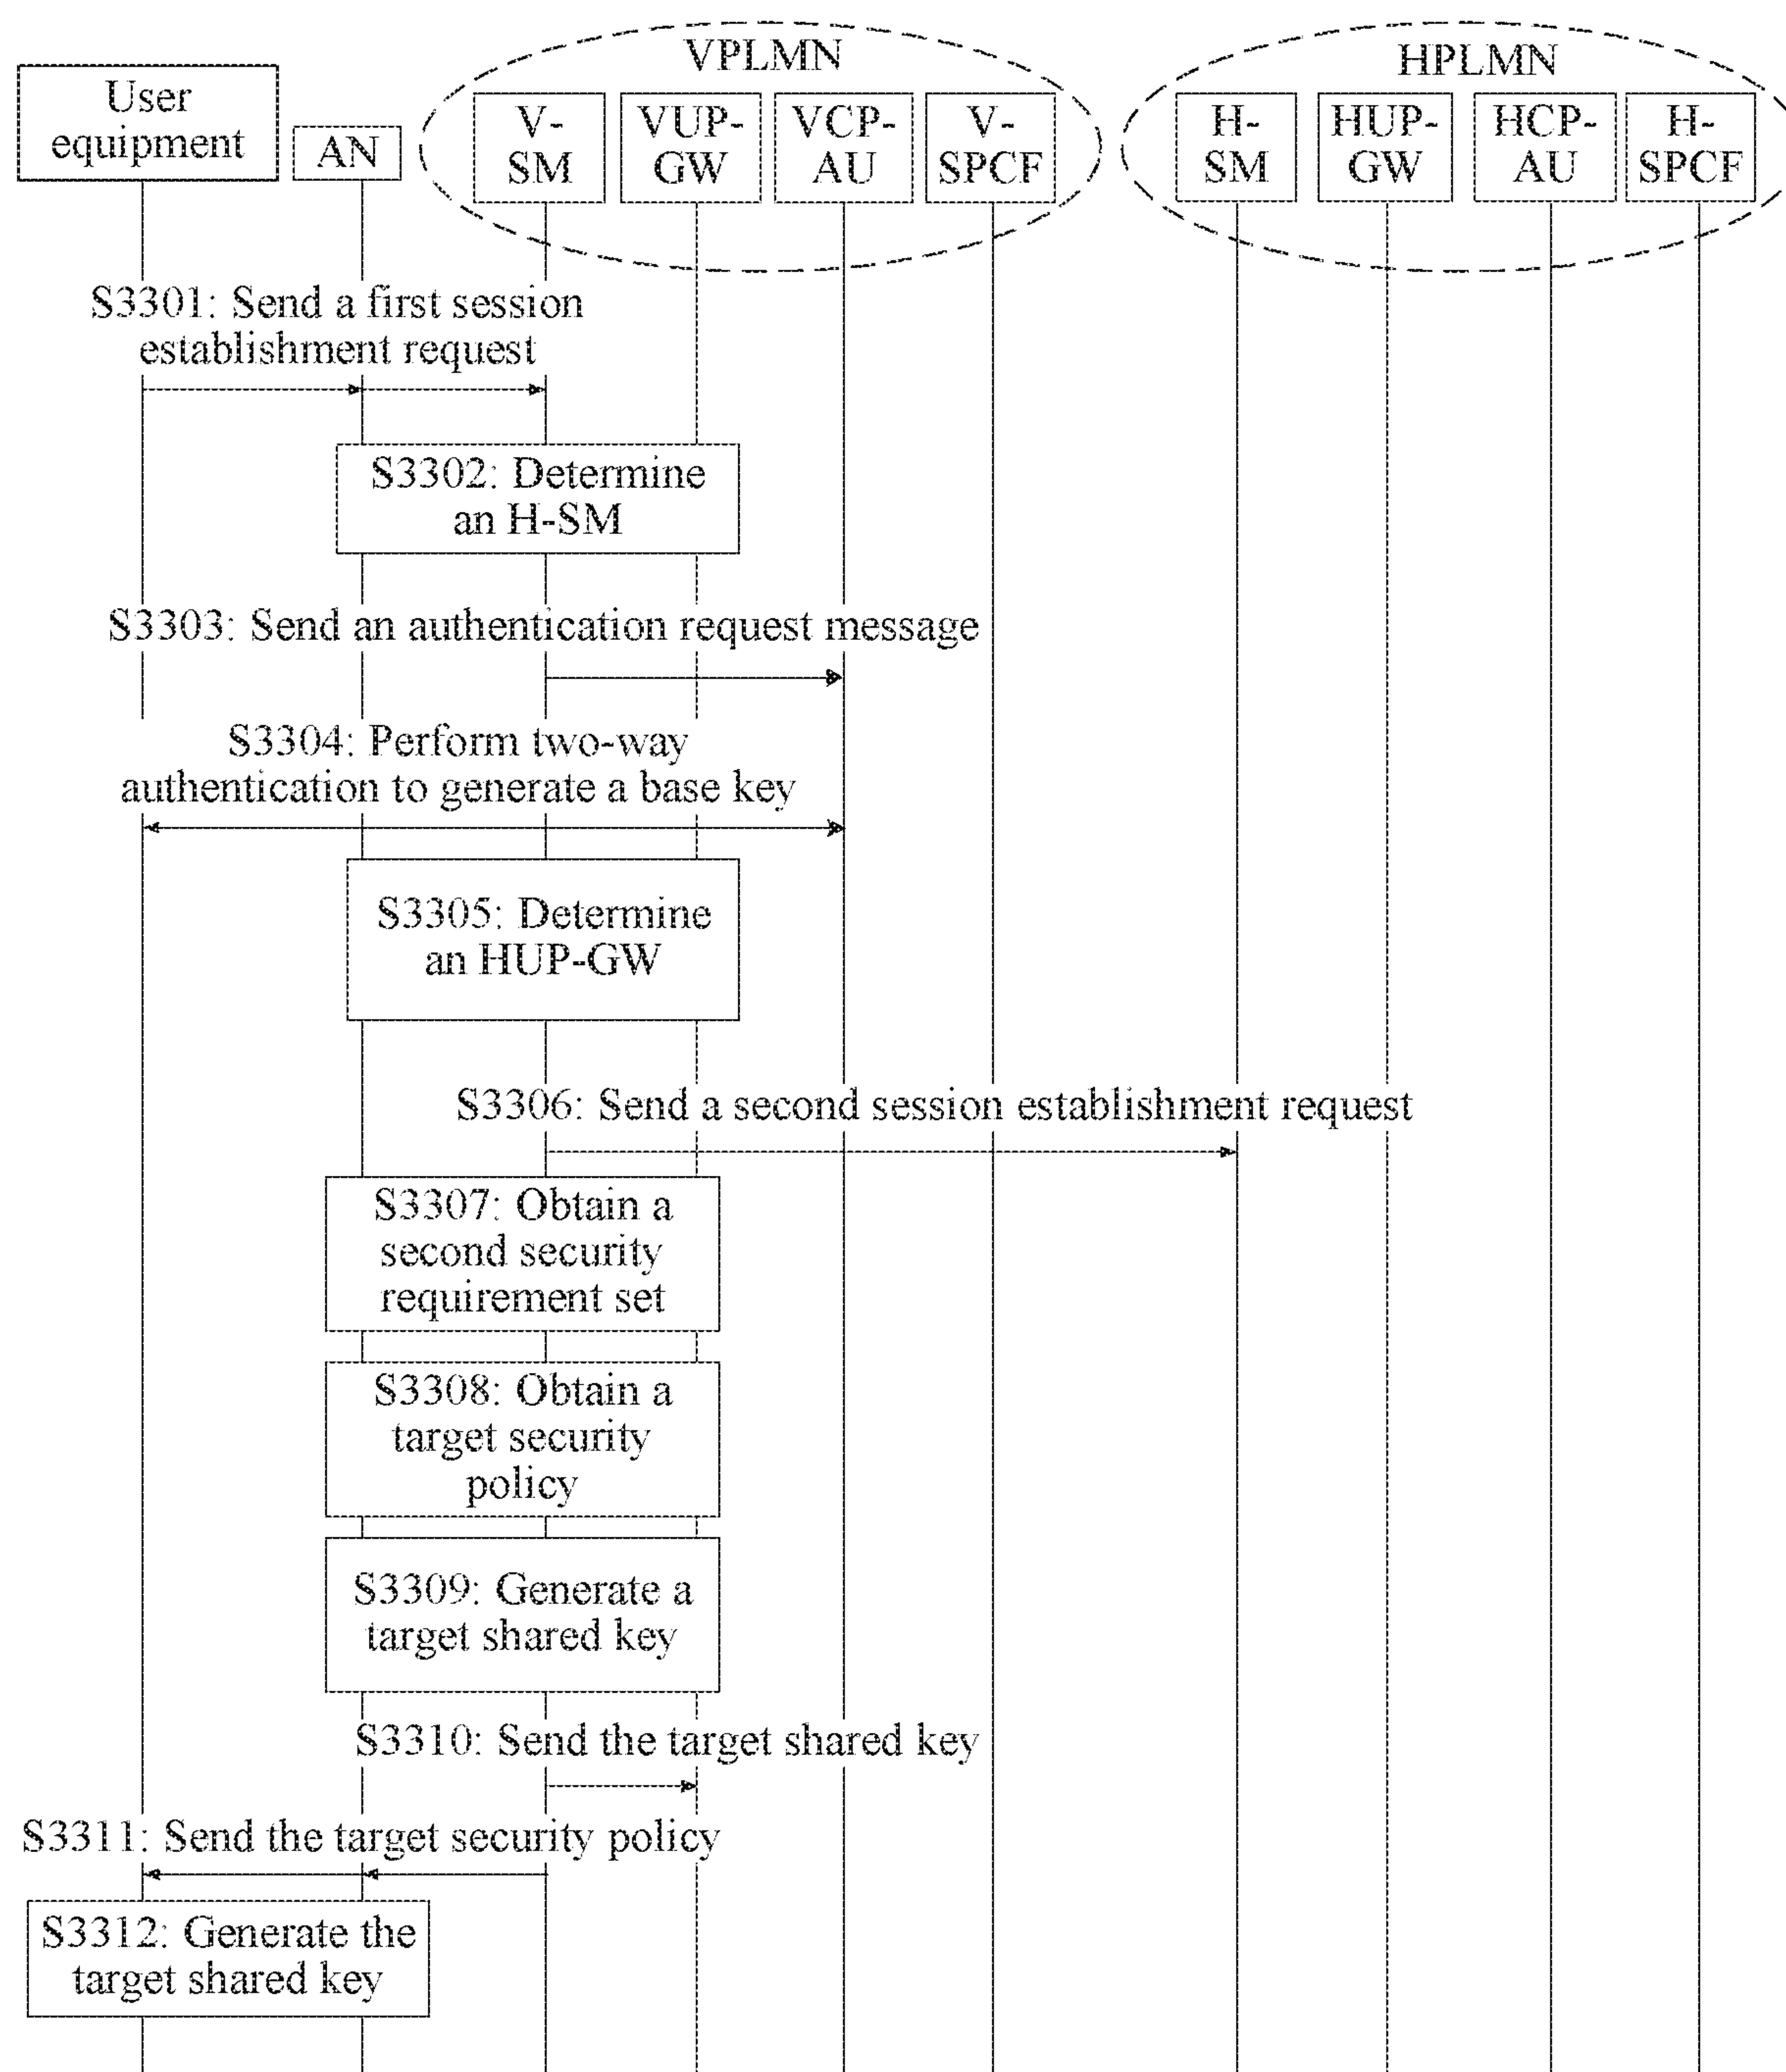 VPLMN
HPLMN
User
equipment
AN
V-
SM
VUP-
GW
VCP-
AU
V-
SPCF
H-
SM
HUP-
GW
HCP-
AU
H-
SPCF
S3301: Send a first session
establishment request
S3302: Determine
an H-SM
S3303: Send an authentication request message
S3304: Perform two-way
authentication to generate a base key
S3305: Determine
an HUP-GW
S3306: Send a second session establishment request
S3307: Obtain a
second security
requirement set
S3308: Obtain a
target security
policy
S3309: Generate a
target shared key
S3310: Send the target shared key
S3311: Send the target security policy
S3312: Generate the
target shared key